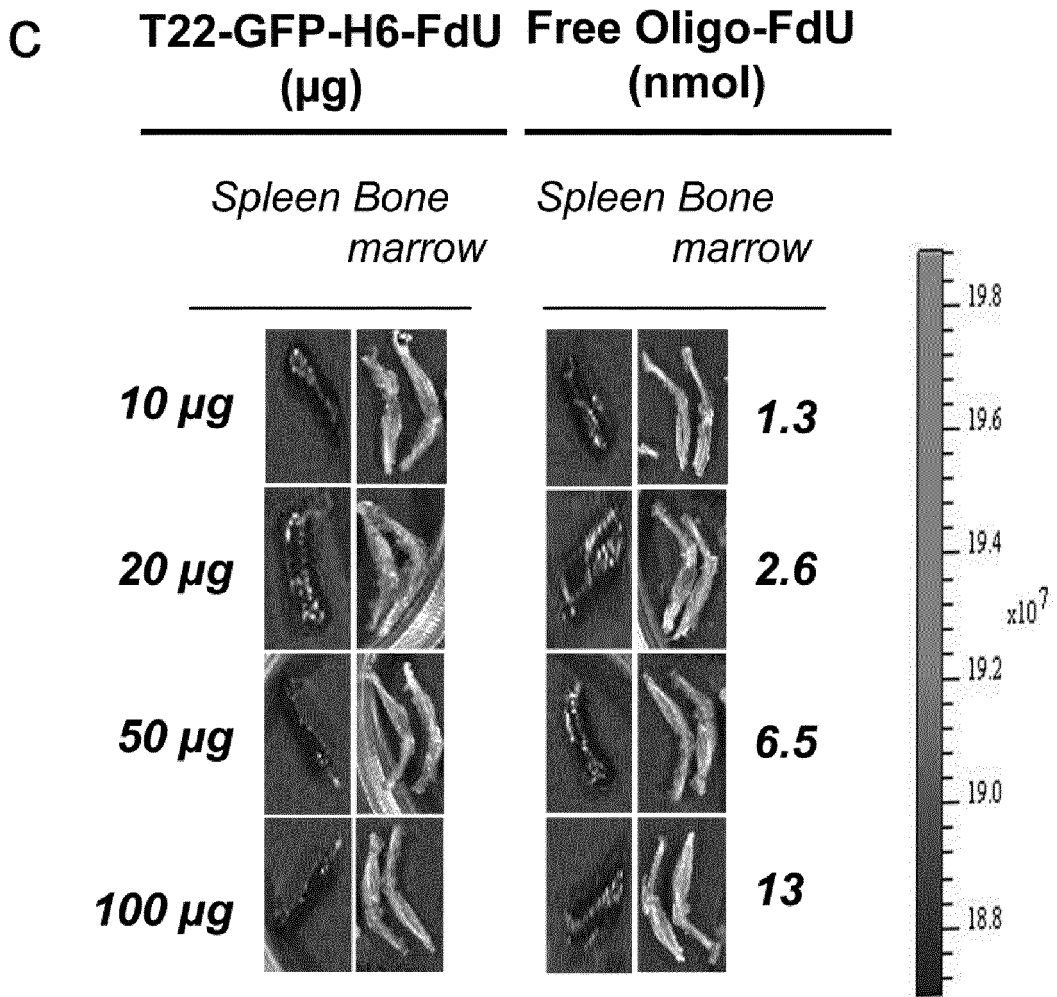 C
T22-GFP-H6-FdU Free Oligo-FdU
(µg) (nmol)
Spleen Bone Spleen Bone
marrow marrow
10 µg 1.3
20 µg 2.6
50 µg 6.5
100 µg 13
19.8
19.6
19.4
x10⁷
19.2
19.0
18.8